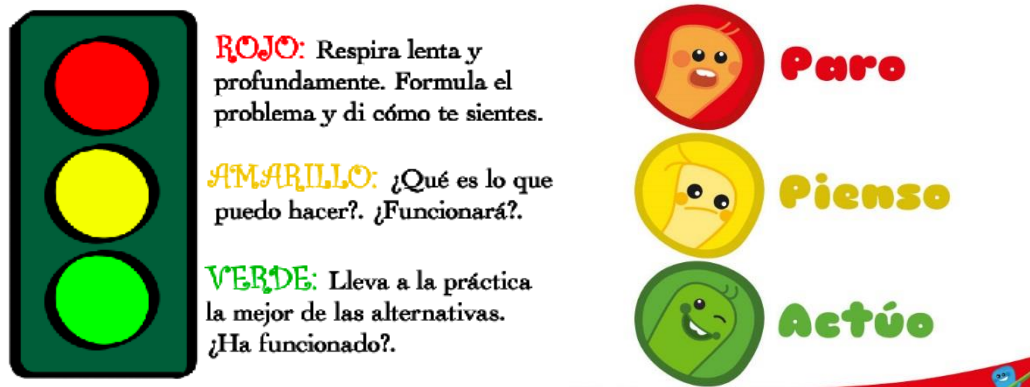 ROJO: Respira lenta y
profundamente. Formula el
problema y di cómo te sientes.
AMARILLO: ¿Qué es lo que
puedo hacer?. ¿Funcionará?.
VERDE: Lleva a la práctica
la mejor de las alternativas.
¿Ha funcionado?.
Paro
Pienso
Actúo